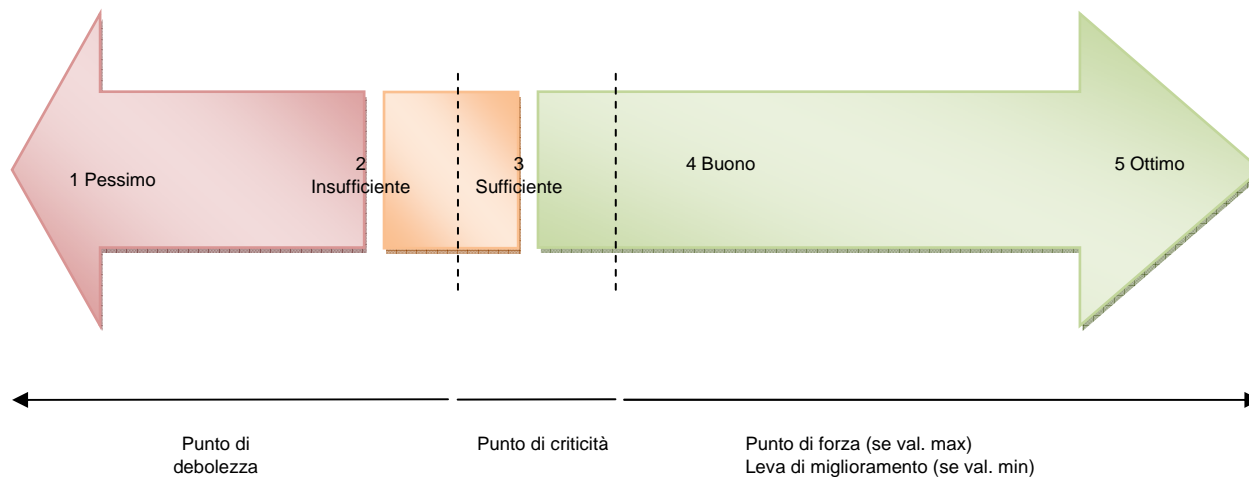 1 Pessimo
2
Insufficiente
3
Sufficiente
4 Buono
5 Ottimo
Punto di
debolezza
Punto di criticità
Punto di forza (se val. max)
Leva di miglioramento (se val. min)